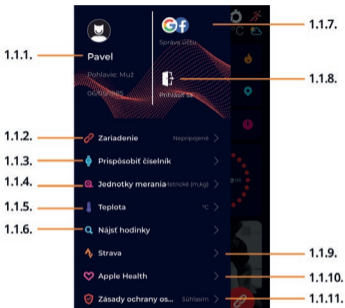 1.1.1.
1.1.2.
1.1.3.
1.1.4.
1.1.5.
1.1.6.
Pavel
Pohlavie: Muž
Správa účtu
Prihlásiť sa
Zariadenie Nepripojené
Prispôsobiť číselník
Jednotky merania
Teplota °C
Nájsť hodinky
Strava
Apple Health
Zásady ochrany os... Súhlasím
1.1.7.
1.1.8.
1.1.9.
1.1.10.
1.1.11.